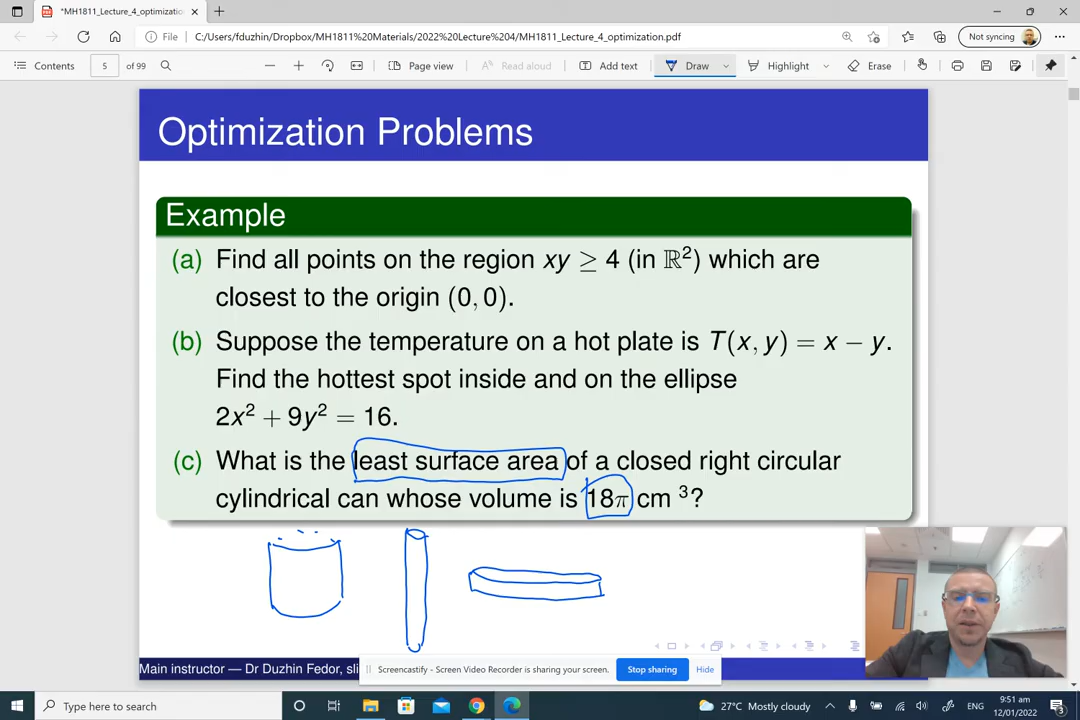 *MH1811_Lecture_4_optimizatio
File
C:/Users/fduzhin/Dropbox/MH1811%20Materials/2022%20Lecture%204/MH1811_Lecture_4_optimization.pdf
Not syncing
Contents
5
of 99
Page view
Read aloud
Add text
Draw
Highlight
Erase
Optimization Problems
Example
(a) Find all points on the region xy ≥ 4 (in ℝ²) which are
closest to the origin (0, 0).
(b) Suppose the temperature on a hot plate is T(x, y) = x − y.
Find the hottest spot inside and on the ellipse
2x² + 9y² = 16.
(c) What is the least surface area of a closed right circular
cylindrical can whose volume is 18π cm ³?
Main instructor — Dr Duzhin Fedor, sli
Screencastify - Screen Video Recorder is sharing your screen.
Stop sharing
Hide
Type here to search
27°C Mostly cloudy
ENG
9:51 am
12/01/2022
3